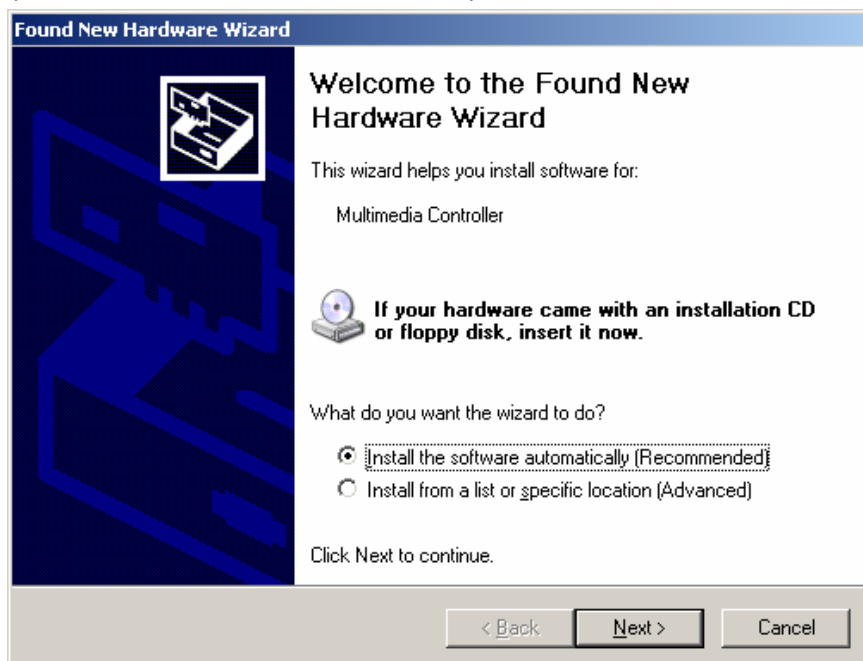 Found New Hardware Wizard
Welcome to the Found New
Hardware Wizard
This wizard helps you install software for:
Multimedia Controller
If your hardware came with an installation CD
or floppy disk, insert it now.
What do you want the wizard to do?
Install the software automatically (Recommended)
Install from a list or specific location (Advanced)
Click Next to continue.
< Back
Next >
Cancel